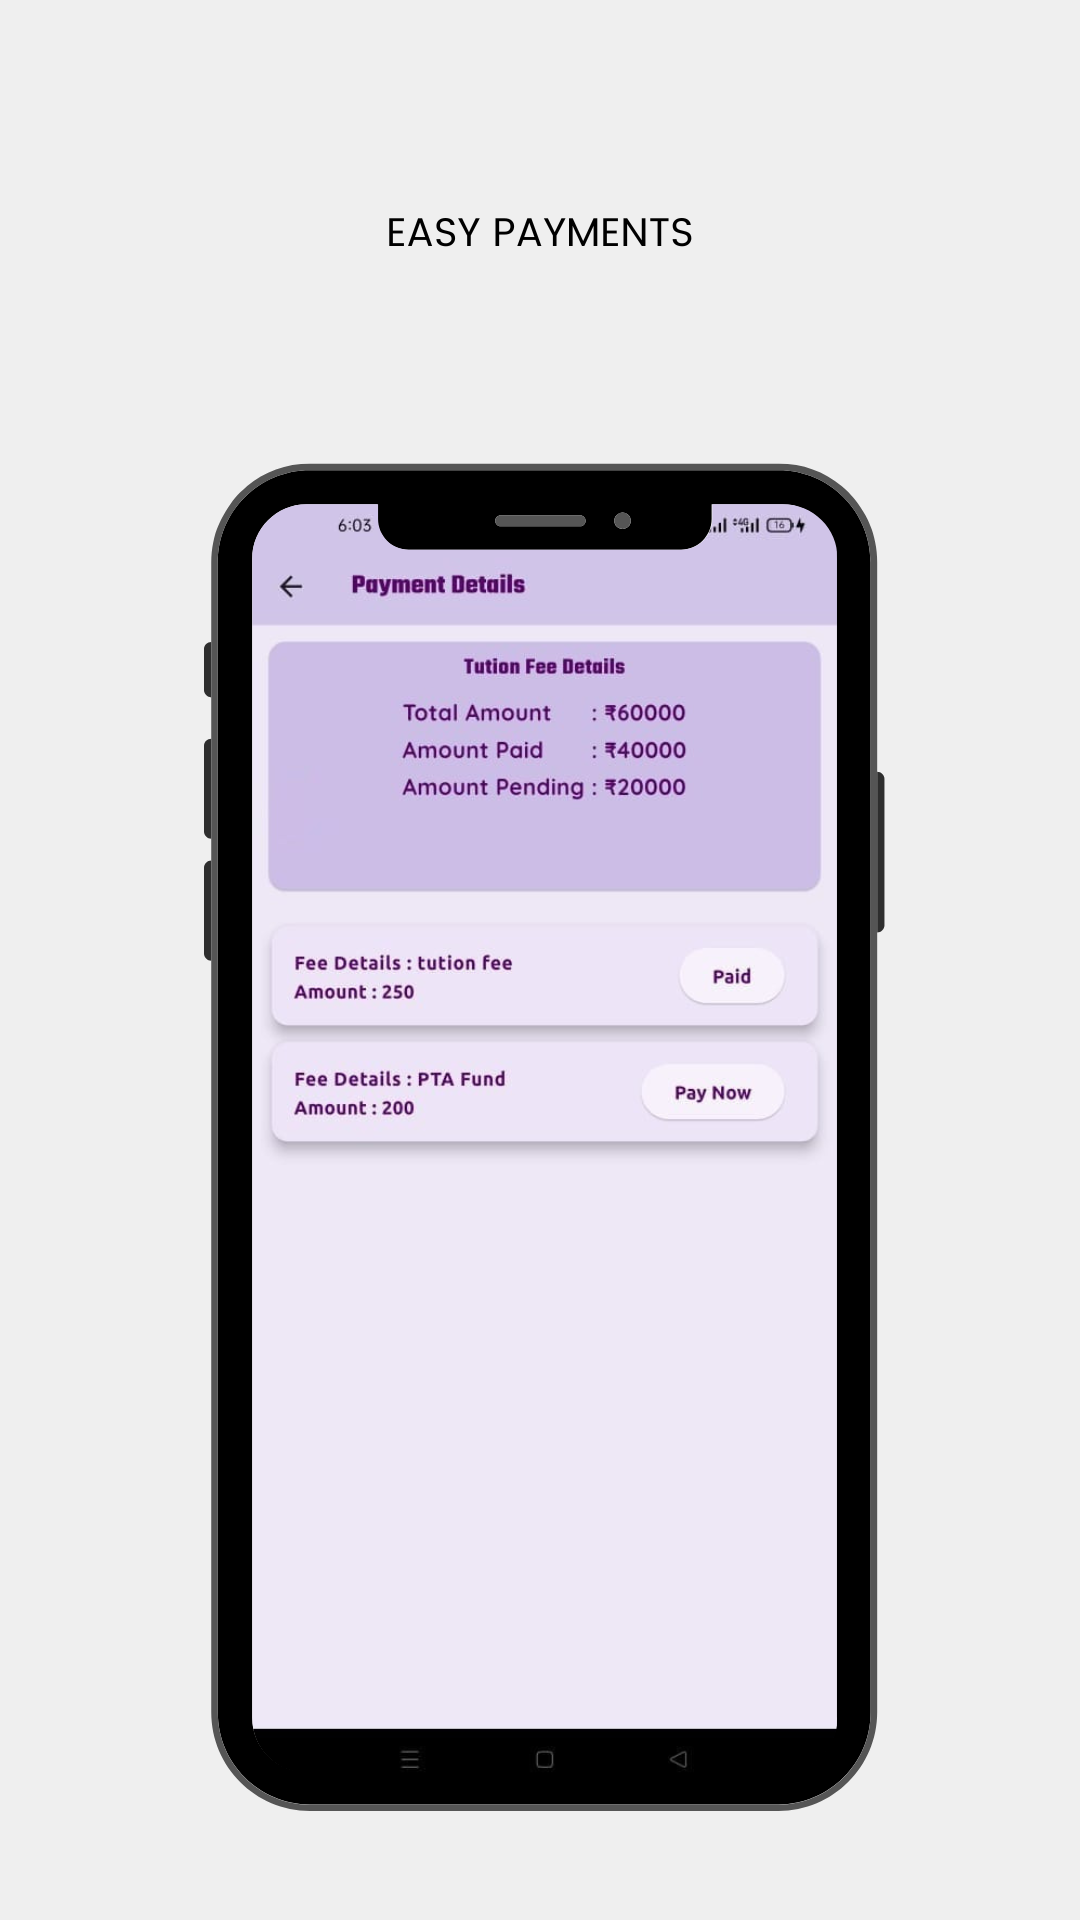 EASY PAYMENTS
6:03
4G
16
Payment Details
Tution Fee Details
Total Amount : ₹60000
Amount Paid : ₹40000
Amount Pending : ₹20000
Fee Details : tution fee
Amount : 250
Paid
Fee Details : PTA Fund
Amount : 200
Pay Now